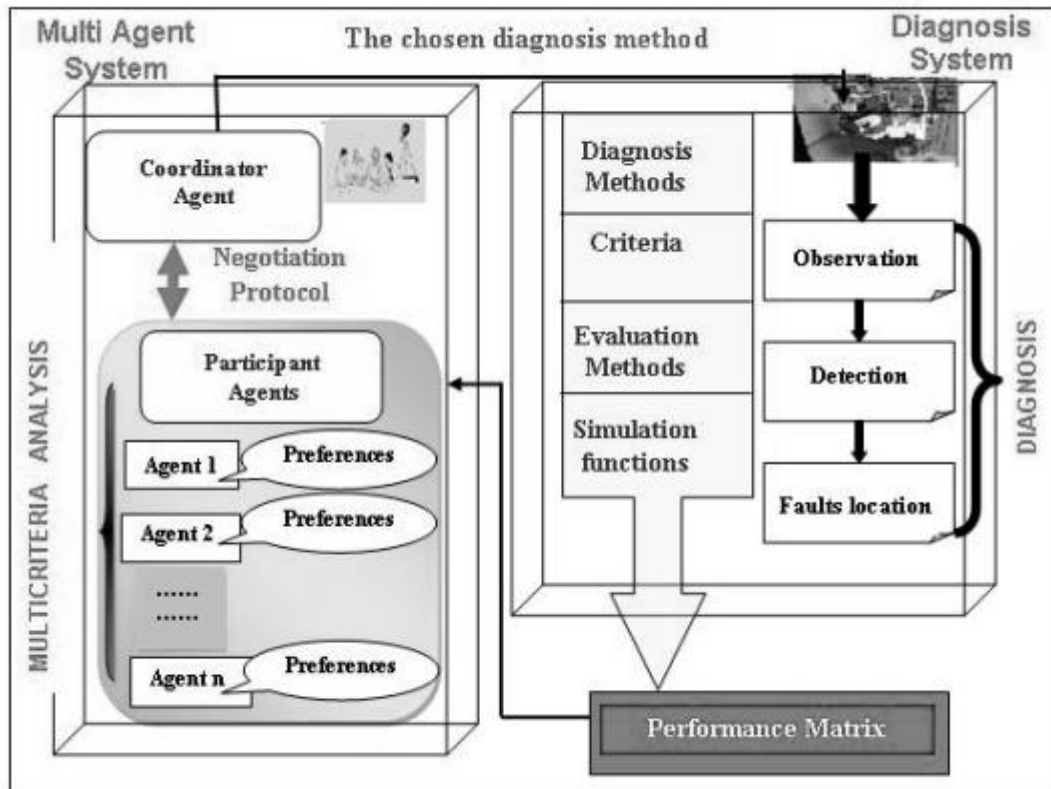 Multi Agent
System
The chosen diagnosis method
Diagnosis
System
Coordinator
Agent
Negotiation
Protocol
MULTICRITERIA ANALYSIS
Participant
Agents
Agent 1
Preferences
Agent 2
Preferences
......
......
Agent n
Preferences
Diagnosis
Methods
Criteria
Evaluation
Methods
Simulation
functions
Observation
Detection
Faults location
DIAGNOSIS
Performance Matrix